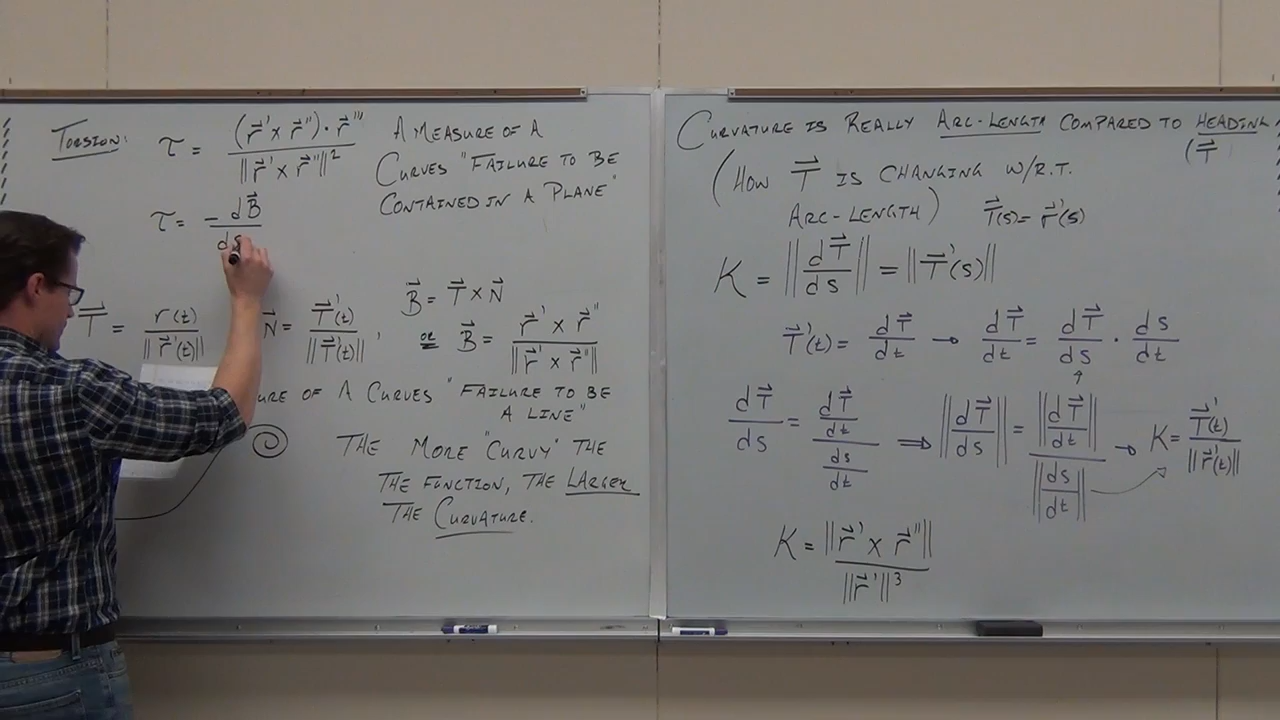 TORSION:
τ = (r⃗' × r⃗'') · r⃗''' / ||r⃗' × r⃗''||²
A MEASURE OF A
CURVES "FAILURE TO BE
CONTAINED IN A PLANE"
τ = - dB⃗ / ds
T⃗ = r(t) / ||r⃗'(t)||
N⃗ = T⃗'(t) / ||T⃗'(t)||,
B⃗ = T⃗ × N⃗
OR B⃗ = r⃗' × r⃗'' / ||r⃗' × r⃗''||
OF A CURVES "FAILURE TO BE
A LINE"
THE MORE "CURVY" THE
THE FUNCTION, THE LARGER
THE CURVATURE.
CURVATURE IS REALLY ARC-LENGTH COMPARED TO HEADING
(T⃗
(HOW T⃗ IS CHANGING W/R.T.
ARC-LENGTH) T⃗(s) = r⃗'(s)
K = ||dT⃗/ds|| = ||T⃗'(s)||
T⃗'(t) = dT⃗/dt → dT⃗/dt = dT⃗/ds · ds/dt
dT⃗/ds = (dT⃗/dt) / (ds/dt) ⇒ ||dT⃗/ds|| = ||dT⃗/dt|| / ||ds/dt|| → K = T⃗'(t) / ||r⃗'(t)||
K = ||r⃗' × r⃗''|| / ||r⃗'||³